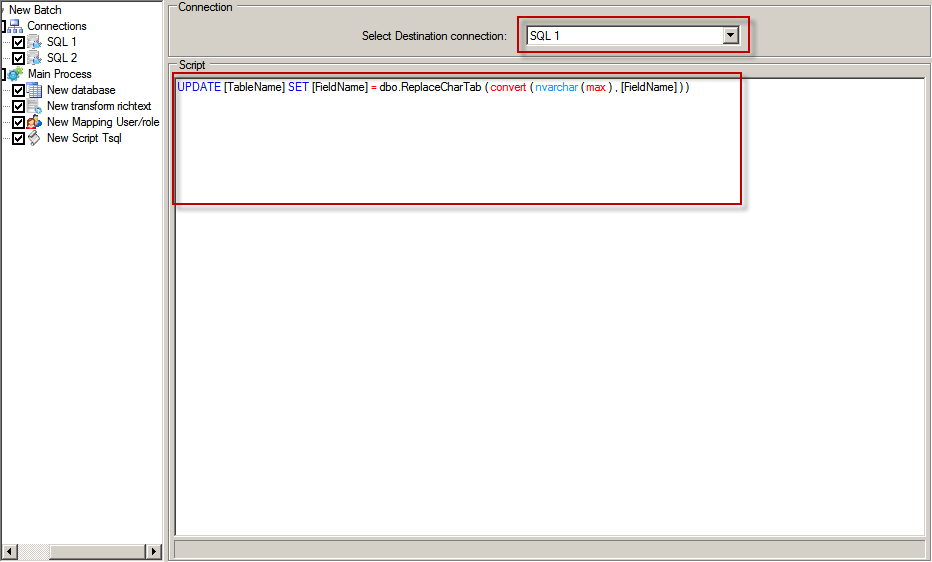 New Batch
Connections
SQL 1
SQL 2
Main Process
New database
New transform richtext
New Mapping User/role
New Script Tsql
Connection
Select Destination connection:
SQL 1
Script
UPDATE [TableName] SET [FieldName] = dbo.ReplaceCharTab ( convert ( nvarchar ( max ) , [FieldName] ) )